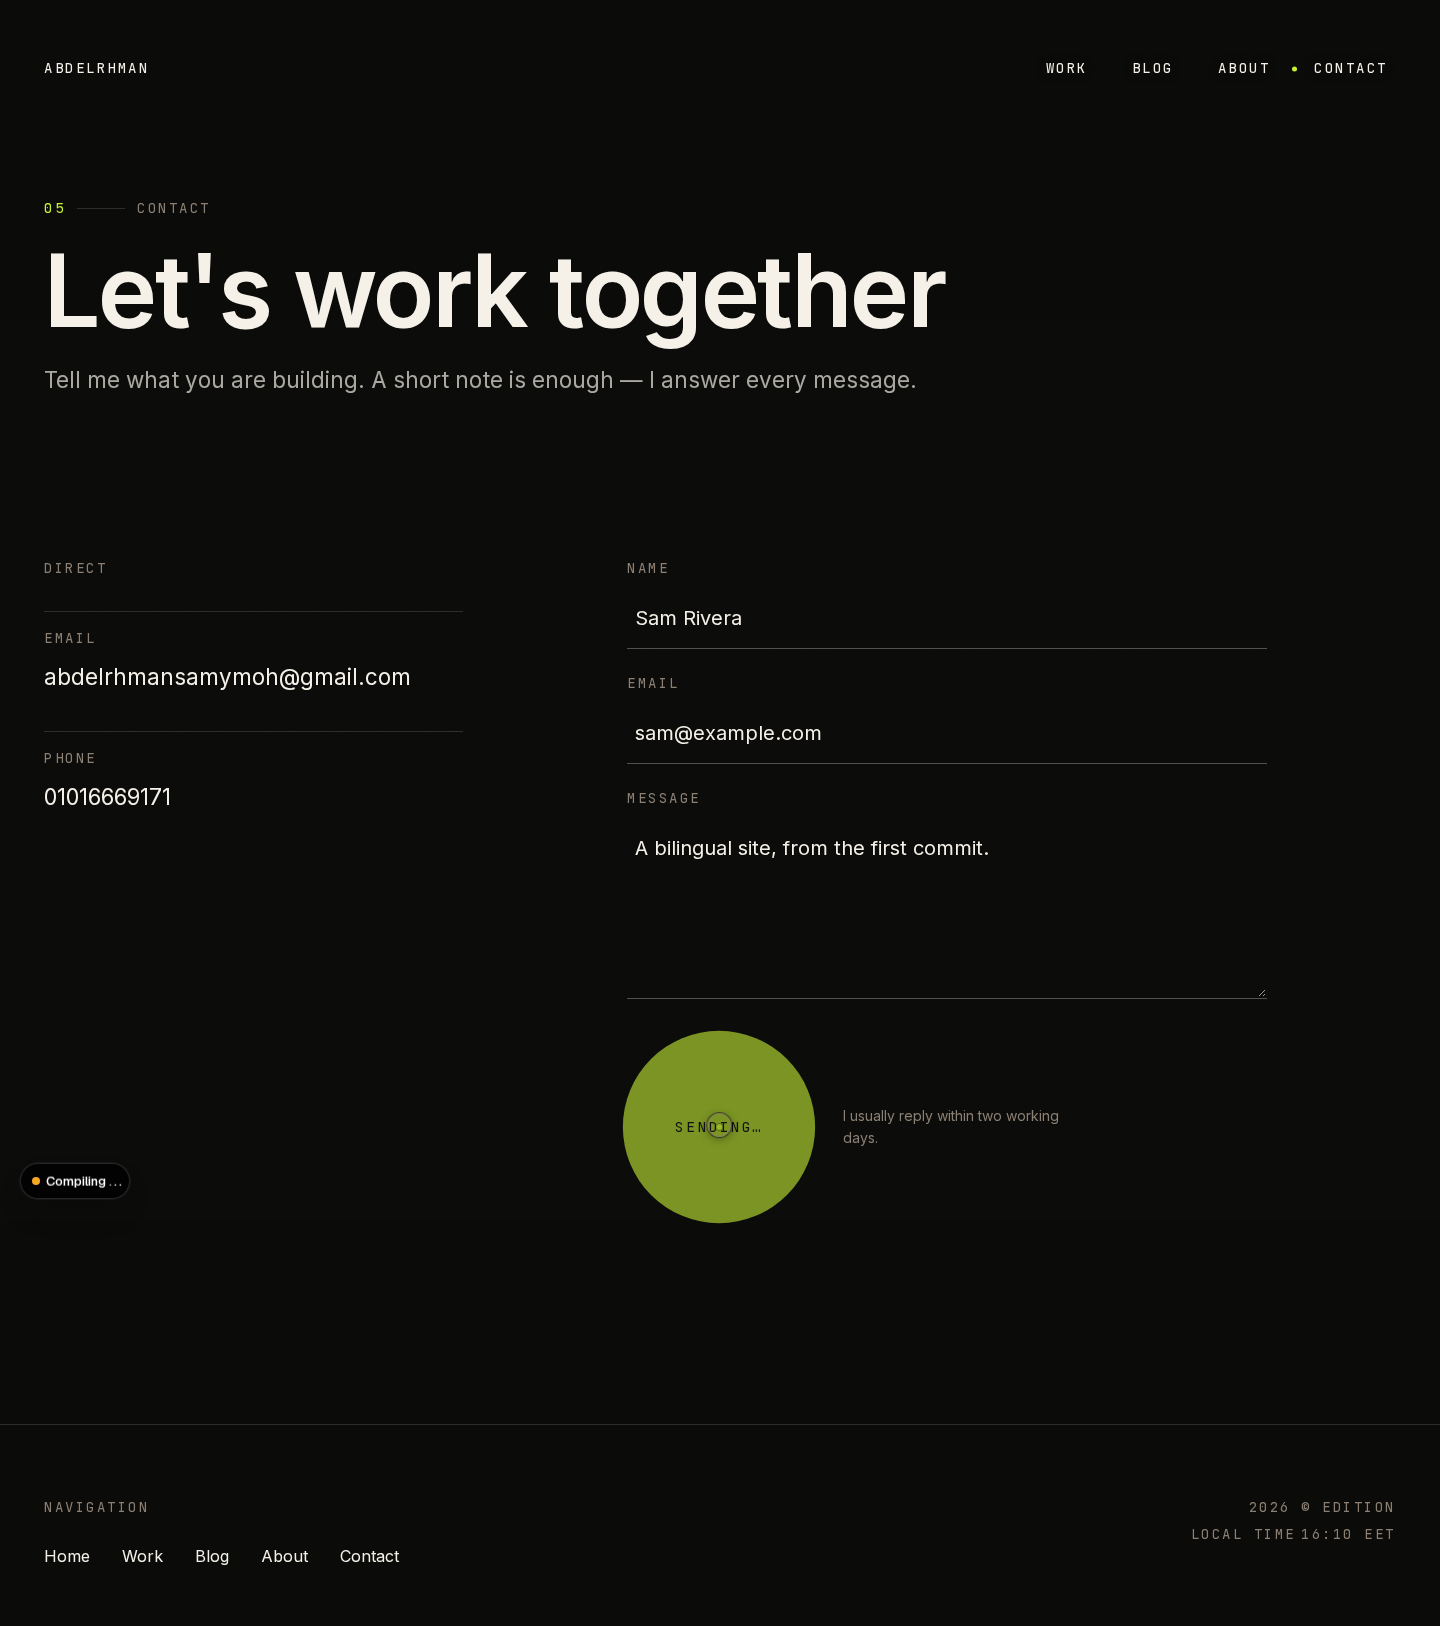 ABDELRHMAN
WORK BLOG ABOUT CONTACT
05 CONTACT
Let's work together
Tell me what you are building. A short note is enough — I answer every message.
DIRECT
EMAIL
abdelrhmansamymoh@gmail.com
PHONE
01016669171
NAME
Sam Rivera
EMAIL
sam@example.com
MESSAGE
A bilingual site, from the first commit.
SENDING…
I usually reply within two working
days.
Compiling ...
NAVIGATION
Home Work Blog About Contact
2026 © EDITION
LOCAL TIME 16:10 EET